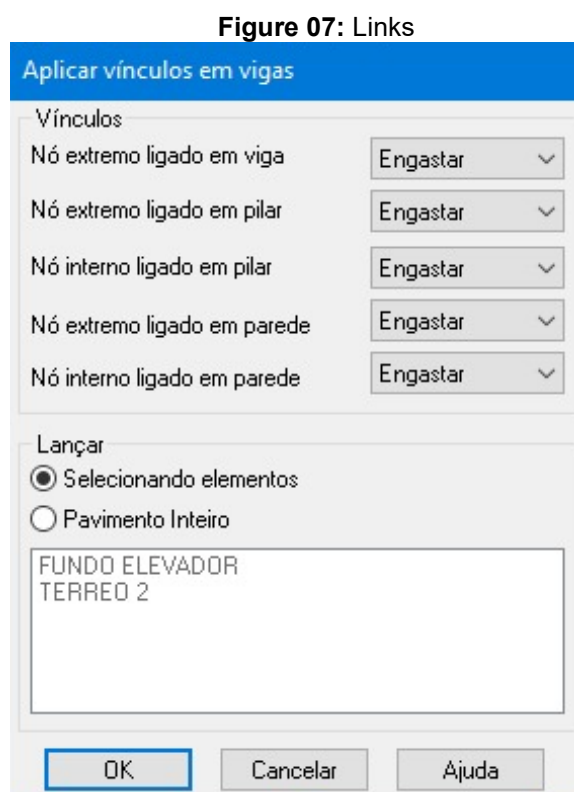 Figure 07: Links
Aplicar vínculos em vigas
Vínculos
Nó extremo ligado em viga Engastar
Nó extremo ligado em pilar Engastar
Nó interno ligado em pilar Engastar
Nó extremo ligado em parede Engastar
Nó interno ligado em parede Engastar
Lançar
Selecionando elementos
Pavimento Inteiro
FUNDO ELEVADOR
TERREO 2
OK Cancelar Ajuda